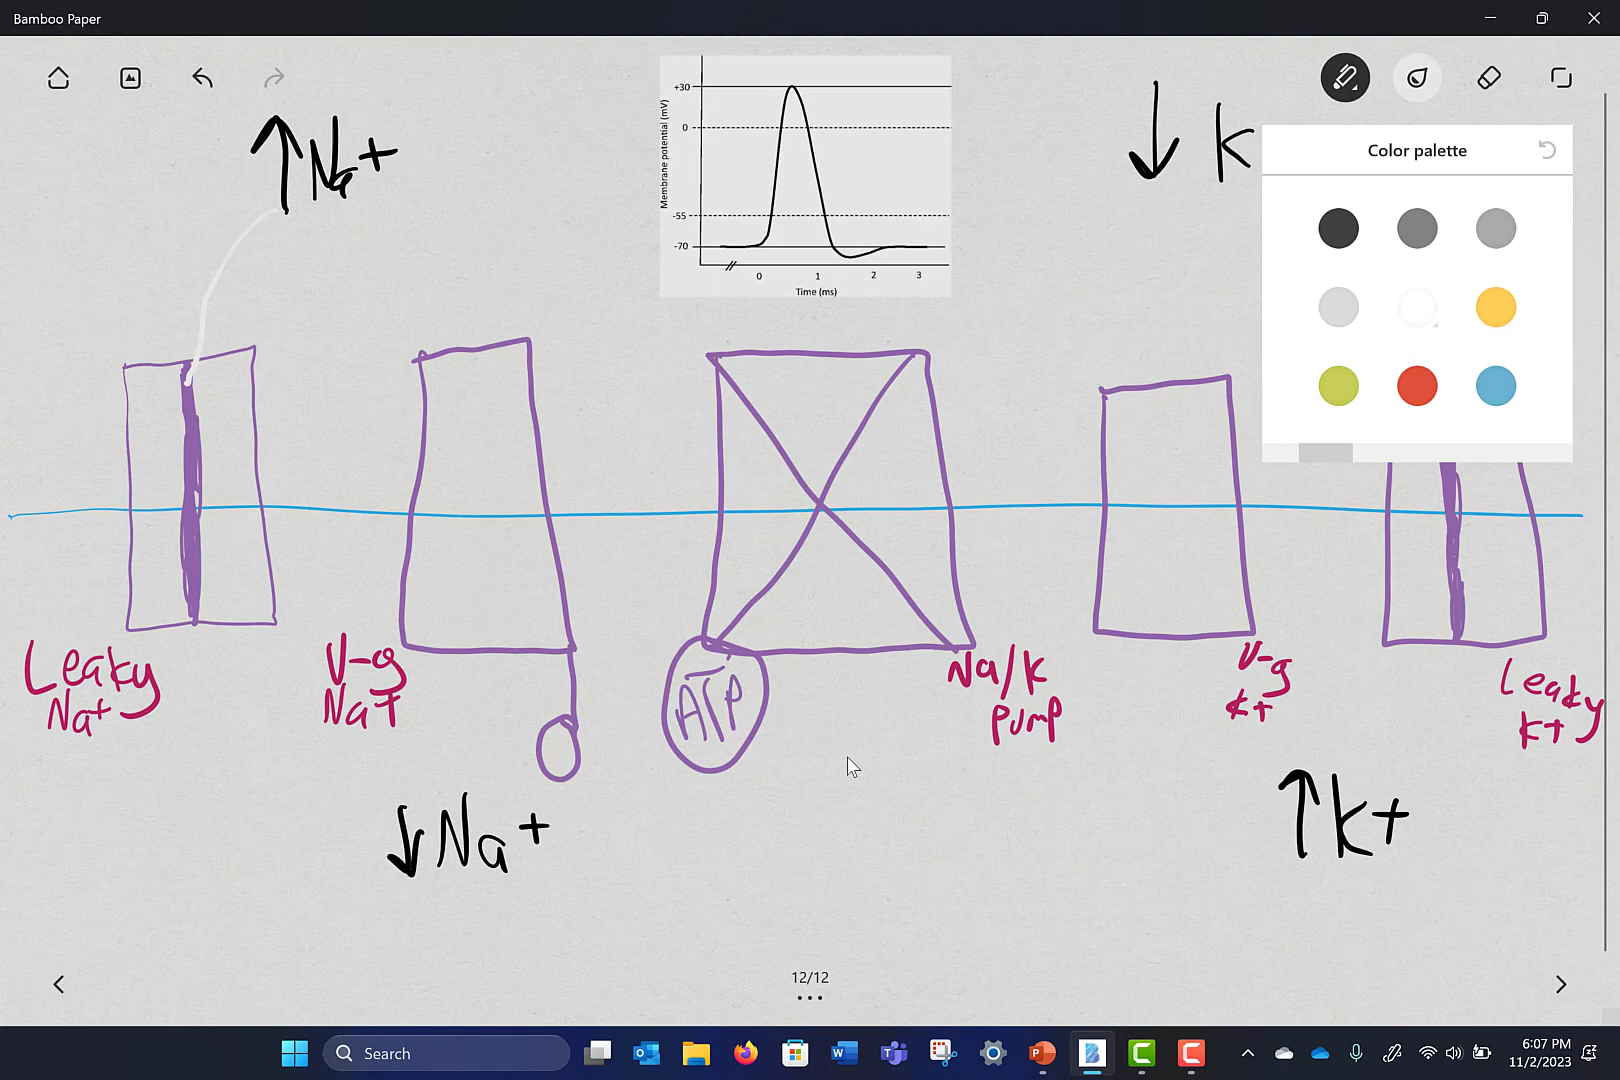 Bamboo Paper
↑ Na+
+30
0
-55
-70
Membrane potential (mV)
0 1 2 3
Time (ms)
↓ K
Color palette
Leaky
Na+
V-g
Na+
ATP
Na/K
pump
V-g
K+
Leaky
K+
↓ Na+
↑ K+
12/12
Search
6:07 PM
11/2/2023